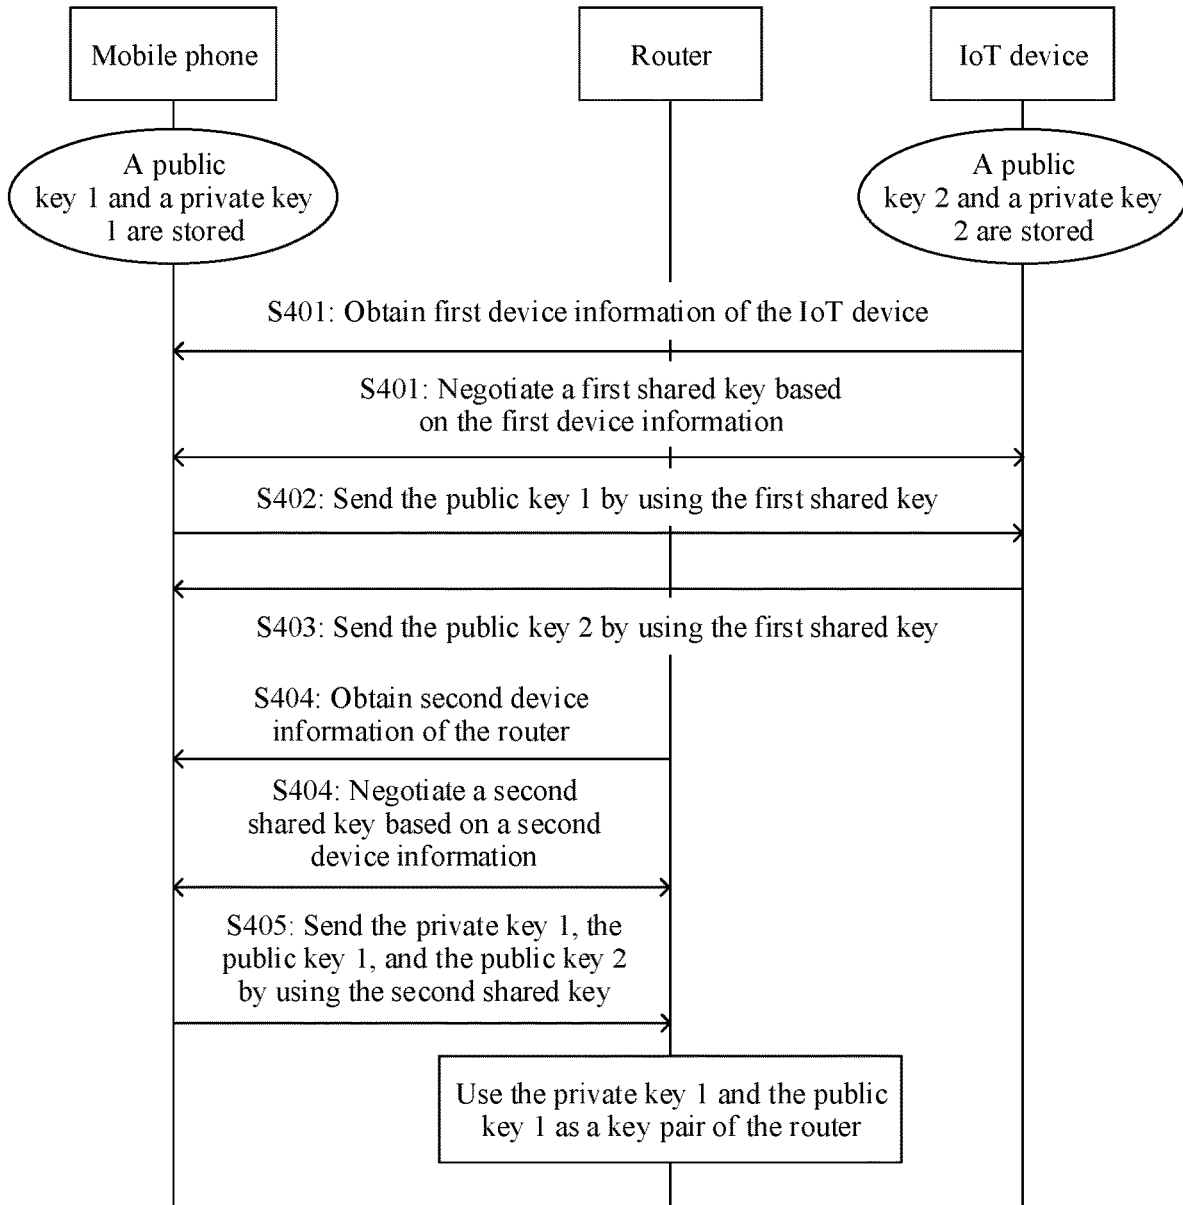 Mobile phone
Router
IoT device
A public
key 1 and a private key
1 are stored
A public
key 2 and a private key
2 are stored
S401: Obtain first device information of the IoT device
S401: Negotiate a first shared key based
on the first device information
S402: Send the public key 1 by using the first shared key
S403: Send the public key 2 by using the first shared key
S404: Obtain second device
information of the router
S404: Negotiate a second
shared key based on a second
device information
S405: Send the private key 1, the
public key 1, and the public key 2
by using the second shared key
Use the private key 1 and the public
key 1 as a key pair of the router